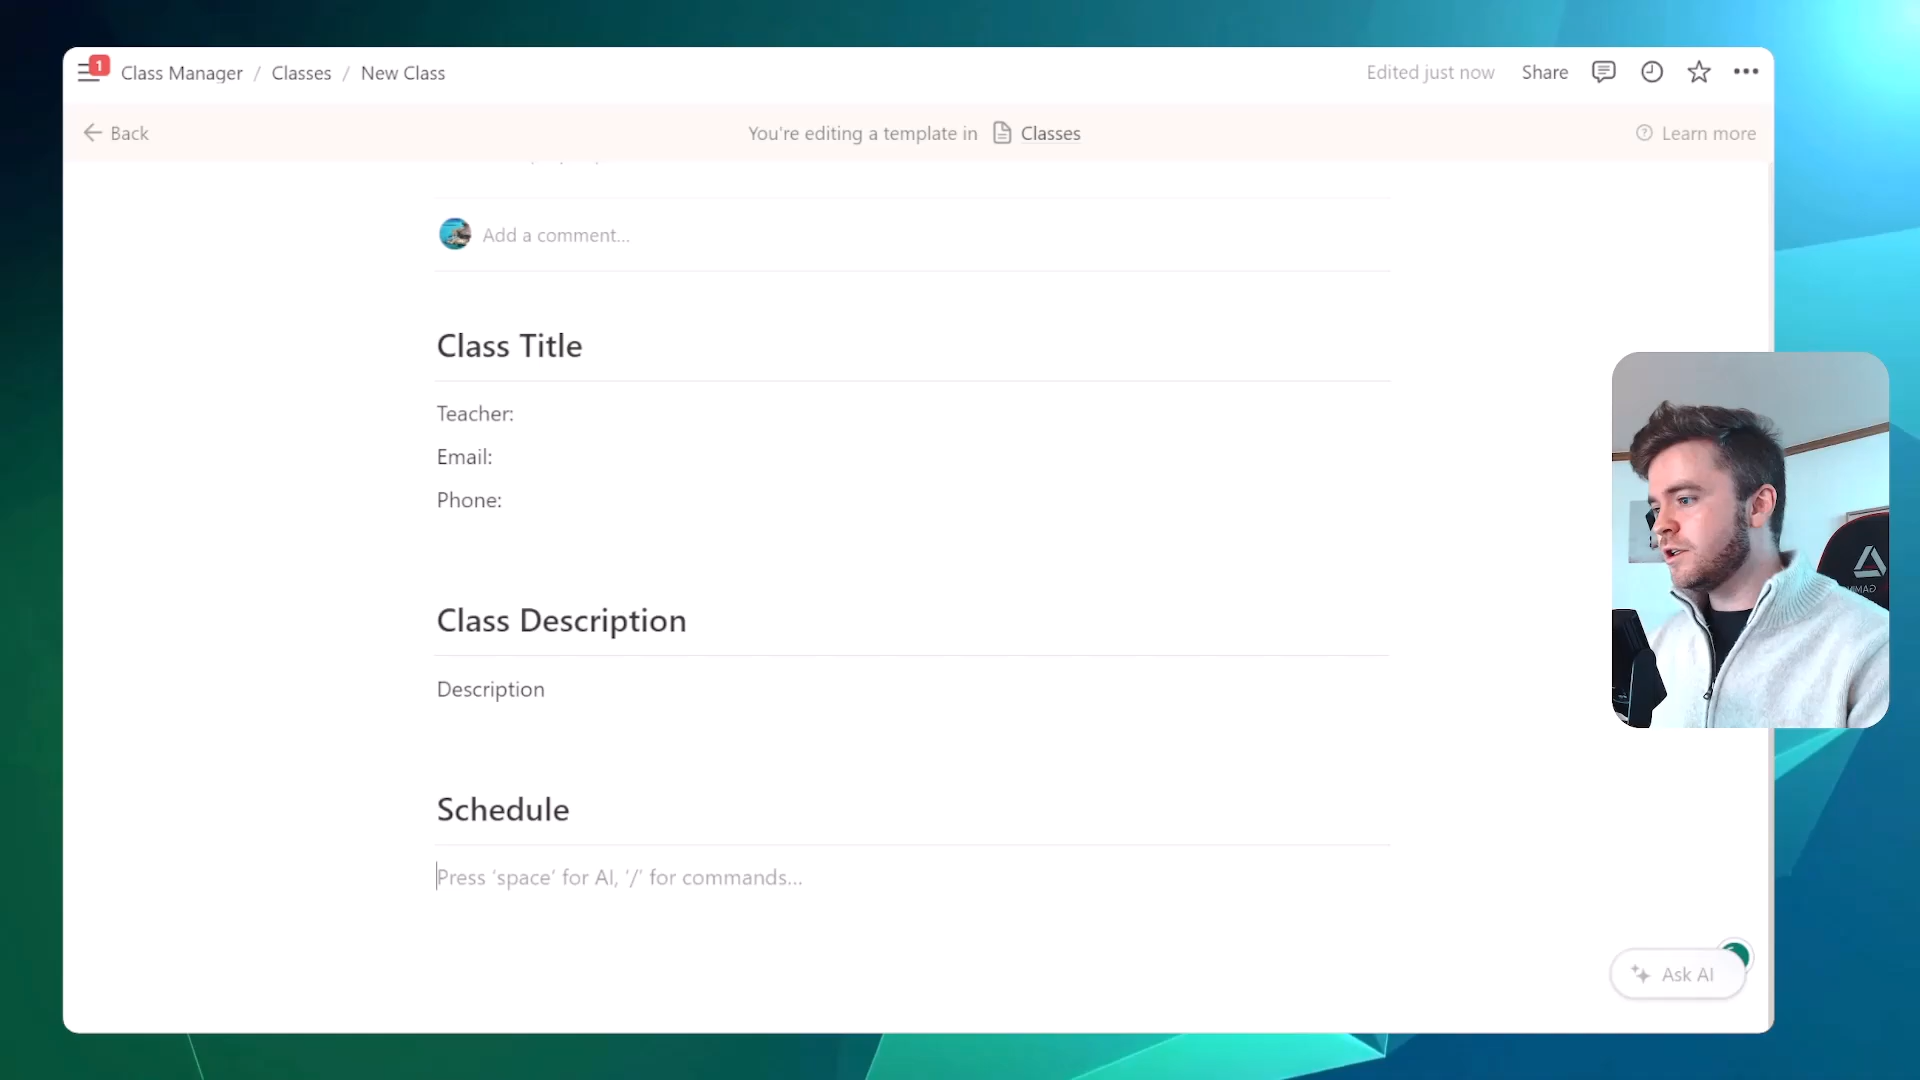 1
Class Manager / Classes / New Class
Edited just now
Share
Back
You're editing a template in Classes
Learn more
Add a comment...
Class Title
Teacher:
Email:
Phone:
Class Description
Description
Schedule
Press 'space' for AI, '/' for commands...
Ask AI